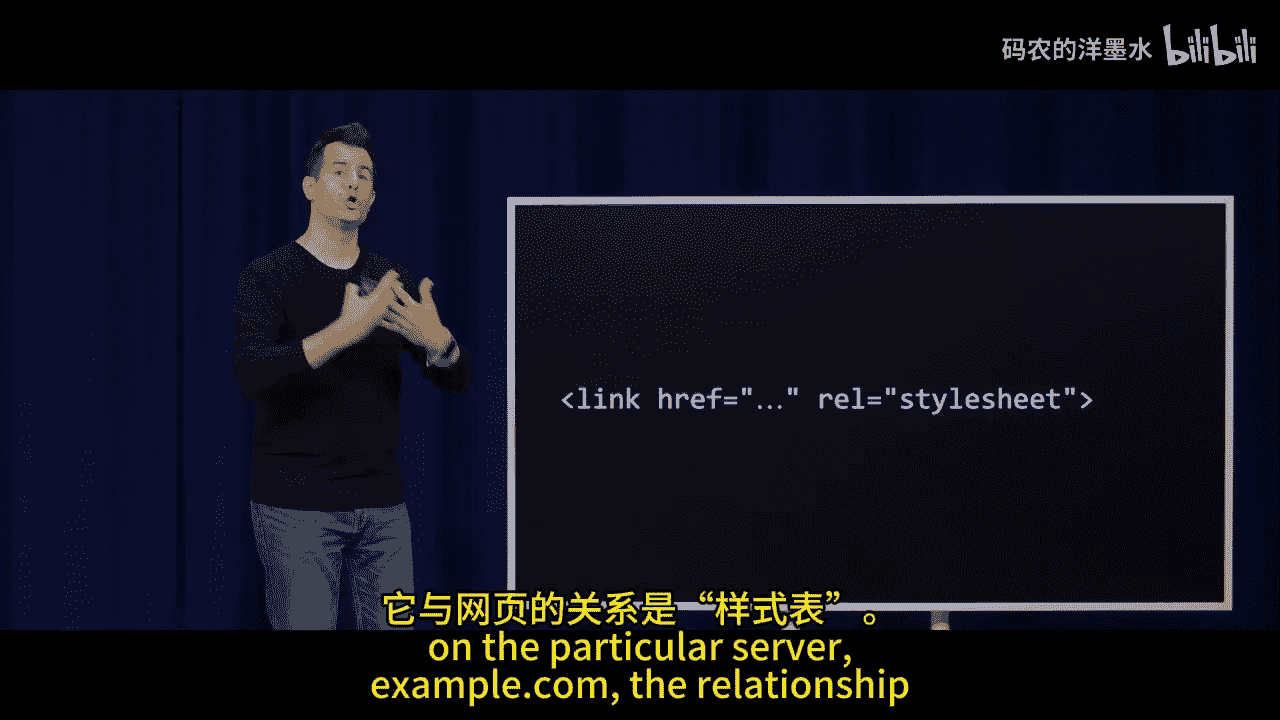 码农的洋墨水 bilibili
<link href="..." rel="stylesheet">
它与网页的关系是“样式表”。
on the particular server,
example.com, the relationship